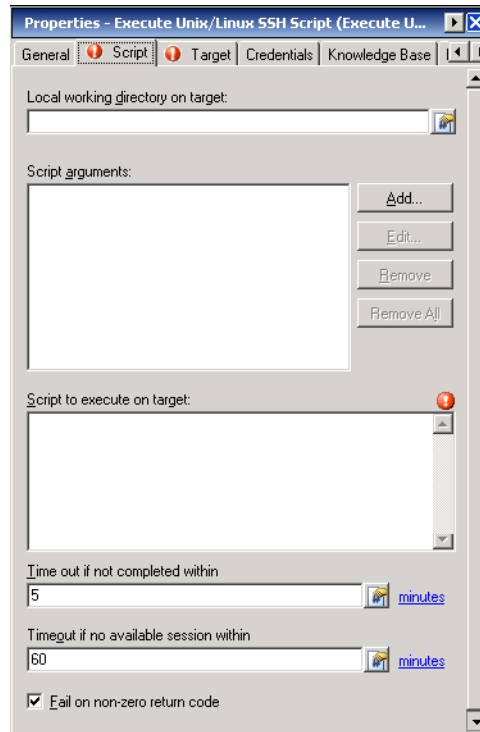 Properties - Execute Unix/Linux SSH Script (Execute U...
General Script Target Credentials Knowledge Base
Local working directory on target:
Script arguments:
Add...
Edit...
Remove
Remove All
Script to execute on target:
Time out if not completed within
5 minutes
Timeout if no available session within
60 minutes
Fail on non-zero return code